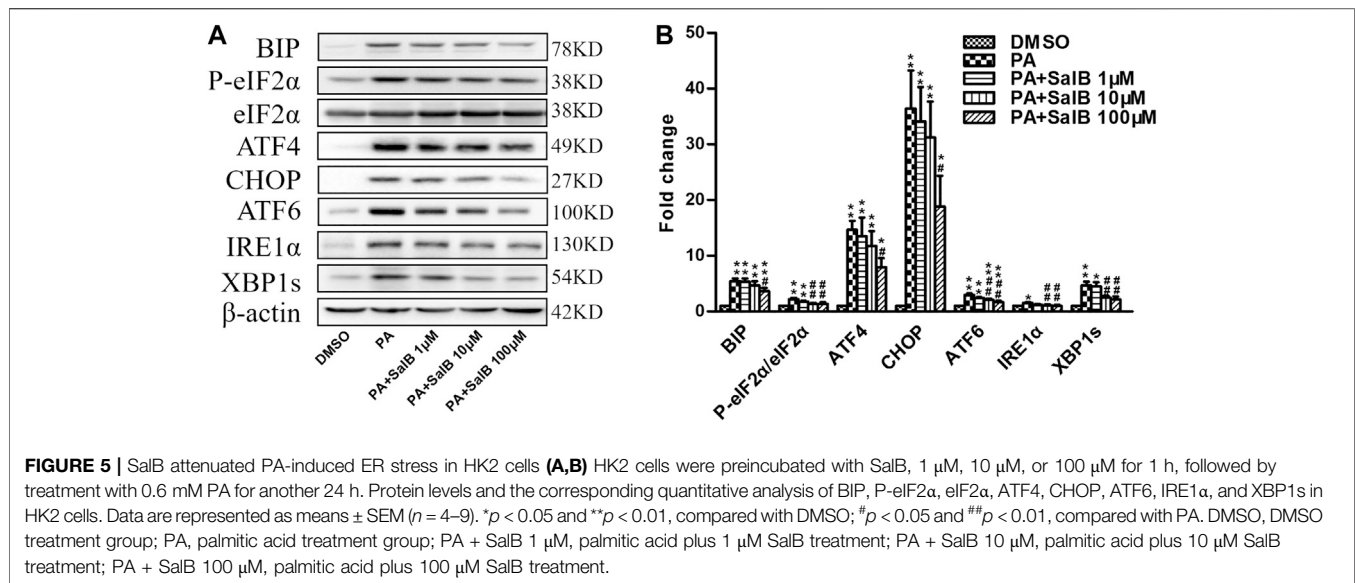 A
BIP
78KD
P-eIF2α
38KD
eIF2α
38KD
ATF4
49KD
CHOP
27KD
ATF6
100KD
IRE1α
130KD
XBP1s
54KD
β-actin
42KD
DMSO
PA
PA+SalB 1μM
PA+SalB 10μM
PA+SalB 100μM
B
50
40
30
20
10
0
Fold change
DMSO
PA
PA+SalB 1μM
PA+SalB 10μM
PA+SalB 100μM
BIP
P-eIF2α/eIF2α
ATF4
CHOP
ATF6
IRE1α
XBP1s
FIGURE 5 | SalB attenuated PA-induced ER stress in HK2 cells (A,B) HK2 cells were preincubated with SalB, 1 μM, 10 μM, or 100 μM for 1 h, followed by
treatment with 0.6 mM PA for another 24 h. Protein levels and the corresponding quantitative analysis of BIP, P-eIF2α, eIF2α, ATF4, CHOP, ATF6, IRE1α, and XBP1s in
HK2 cells. Data are represented as means ± SEM (n = 4–9). *p < 0.05 and **p < 0.01, compared with DMSO; #p < 0.05 and ##p < 0.01, compared with PA. DMSO, DMSO
treatment group; PA, palmitic acid treatment group; PA + SalB 1 μM, palmitic acid plus 1 μM SalB treatment; PA + SalB 10 μM, palmitic acid plus 10 μM SalB
treatment; PA + SalB 100 μM, palmitic acid plus 100 μM SalB treatment.